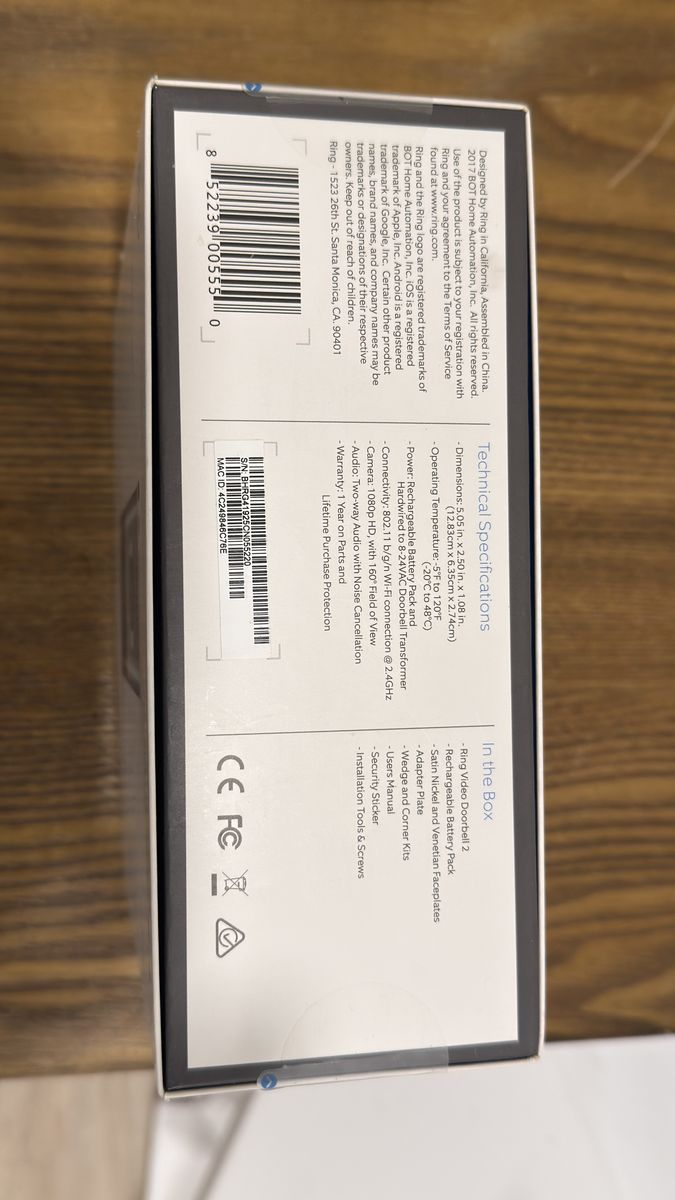 Designed by Ring in California, Assembled in China.
2017 BOT Home Automation, Inc. All rights reserved.
Use of the product is subject to your registration with
Ring and your agreement to the Terms of Service
found at www.ring.com.
Ring and the Ring logo are registered trademarks of
BOT Home Automation, Inc. iOS is a registered
trademark of Apple, Inc. Android is a registered
trademark of Google, Inc. Certain other product
names, brand names, and company names may be
trademarks or designations of their respective
owners. Keep out of reach of children.
Ring - 1523 26th St. Santa Monica, CA. 90401
8 52239 00555 0
Technical Specifications
- Dimensions: 5.05 in. x 2.50 in. x 1.08 in.
(12.83cm x 6.35cm x 2.74cm)
- Operating Temperature: -5°F to 120°F
(-20°C to 48°C)
- Power: Rechargeable Battery Pack and
Hardwired to 8-24VAC Doorbell Transformer
- Connectivity: 802.11 b/g/n Wi-Fi connection @ 2.4GHz
- Camera: 1080p HD, with 160° Field of View
- Audio: Two-way Audio with Noise Cancellation
- Warranty: 1 Year on Parts and
Lifetime Purchase Protection
S/N: BHRG41925CN055220
MAC ID: 4C249846C76E
In the Box
- Ring Video Doorbell 2
- Rechargeable Battery Pack
- Satin Nickel and Venetian Faceplates
- Adapter Plate
- Wedge and Corner Kits
- Users Manual
- Security Sticker
- Installation Tools & Screws
CE FC